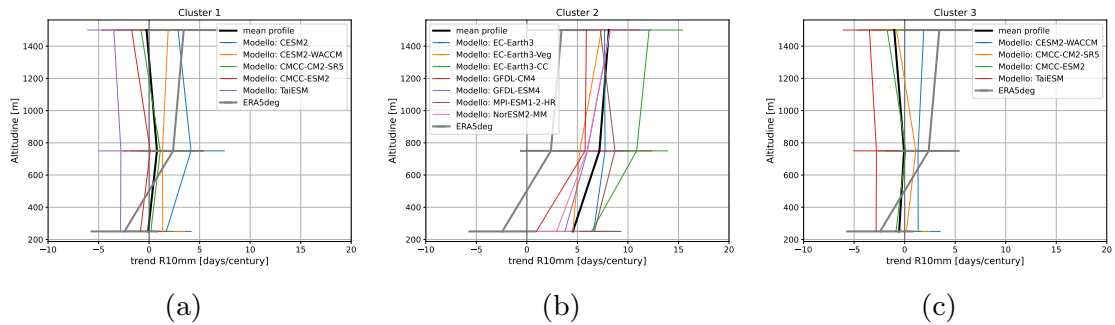 Cluster 1
1400
1200
1000
800
600
400
200
Altitudine [m]
−10
−5
0
5
10
15
20
trend R10mm [days/century]
mean profile
Modello: CESM2
Modello: CESM2-WACCM
Modello: CMCC-CM2-SR5
Modello: CMCC-ESM2
Modello: TaiESM
ERA5deg
(a)
Cluster 2
1400
1200
1000
800
600
400
200
Altitudine [m]
−10
−5
0
5
10
15
20
trend R10mm [days/century]
mean profile
Modello: EC-Earth3
Modello: EC-Earth3-Veg
Modello: EC-Earth3-CC
Modello: GFDL-CM4
Modello: GFDL-ESM4
Modello: MPI-ESM1-2-HR
Modello: NorESM2-MM
ERA5deg
(b)
Cluster 3
1400
1200
1000
800
600
400
200
Altitudine [m]
−10
−5
0
5
10
15
20
trend R10mm [days/century]
mean profile
Modello: CESM2-WACCM
Modello: CMCC-CM2-SR5
Modello: CMCC-ESM2
Modello: TaiESM
ERA5deg
(c)